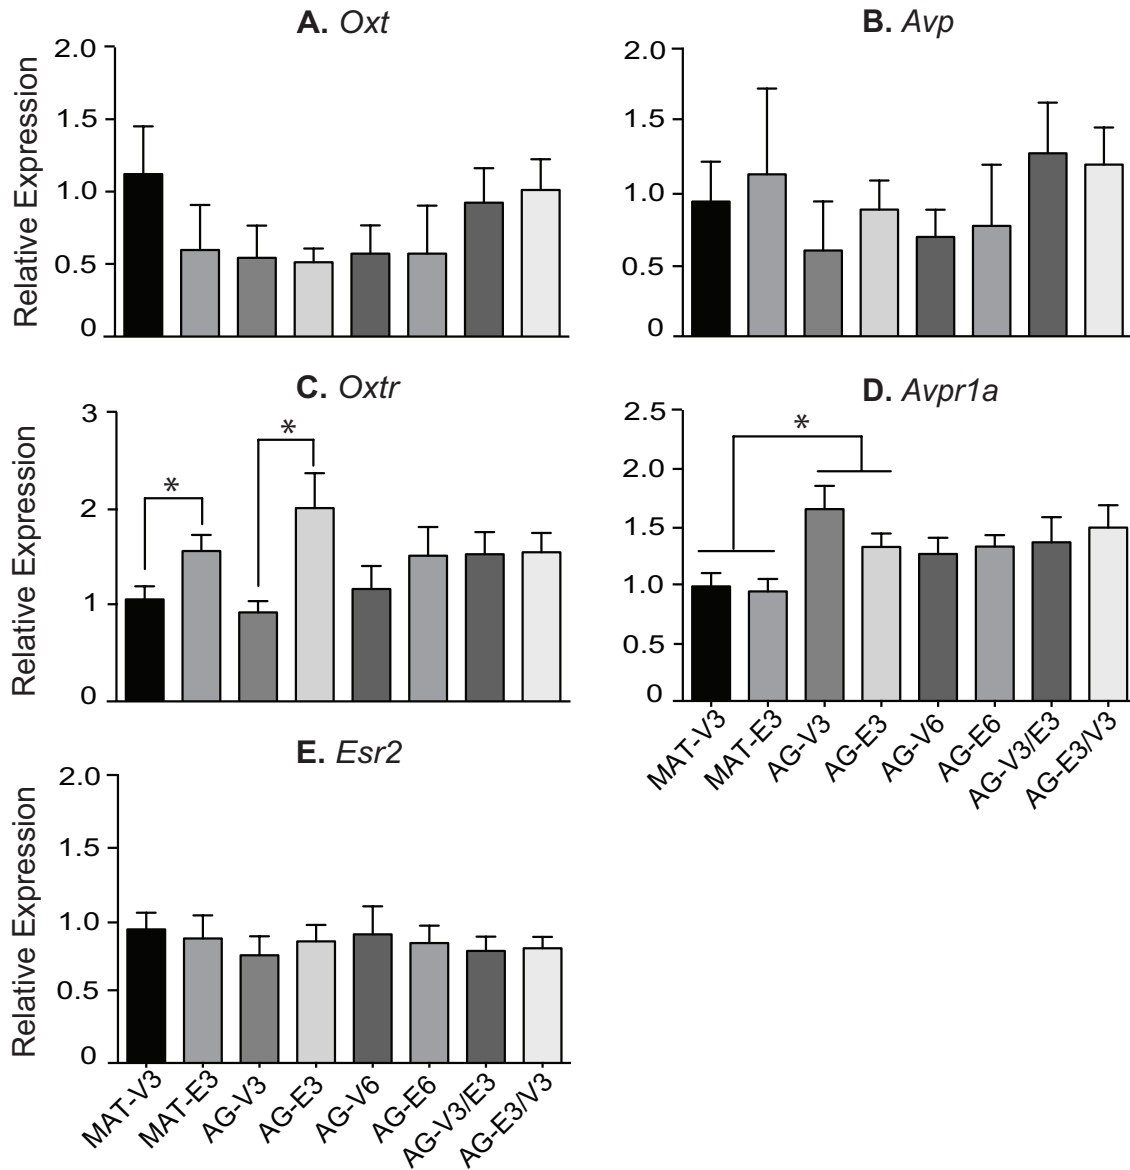 A. Oxt
Relative Expression
2.0
1.5
1.0
0.5
0
B. Avp
2.0
1.5
1.0
0.5
0
C. Oxtr
Relative Expression
3
2
1
0
*
*
D. Avpr1a
2.5
2.0
1.5
1.0
0.5
0
*
MAT-V3
MAT-E3
AG-V3
AG-E3
AG-V6
AG-E6
AG-V3/E3
AG-E3/V3
E. Esr2
Relative Expression
2.0
1.5
1.0
0.5
0
MAT-V3
MAT-E3
AG-V3
AG-E3
AG-V6
AG-E6
AG-V3/E3
AG-E3/V3